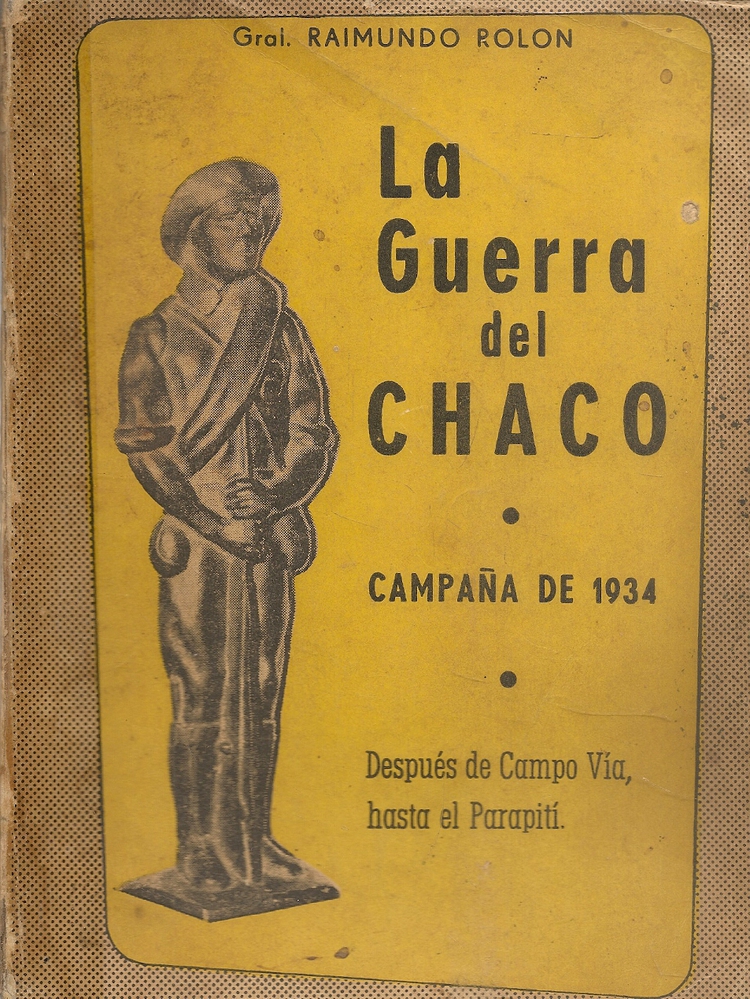 Gral. RAIMUNDO ROLON
La
Guerra
del
CHACO
CAMPAÑA DE 1934
Después de Campo Vía,
hasta el Parapití.